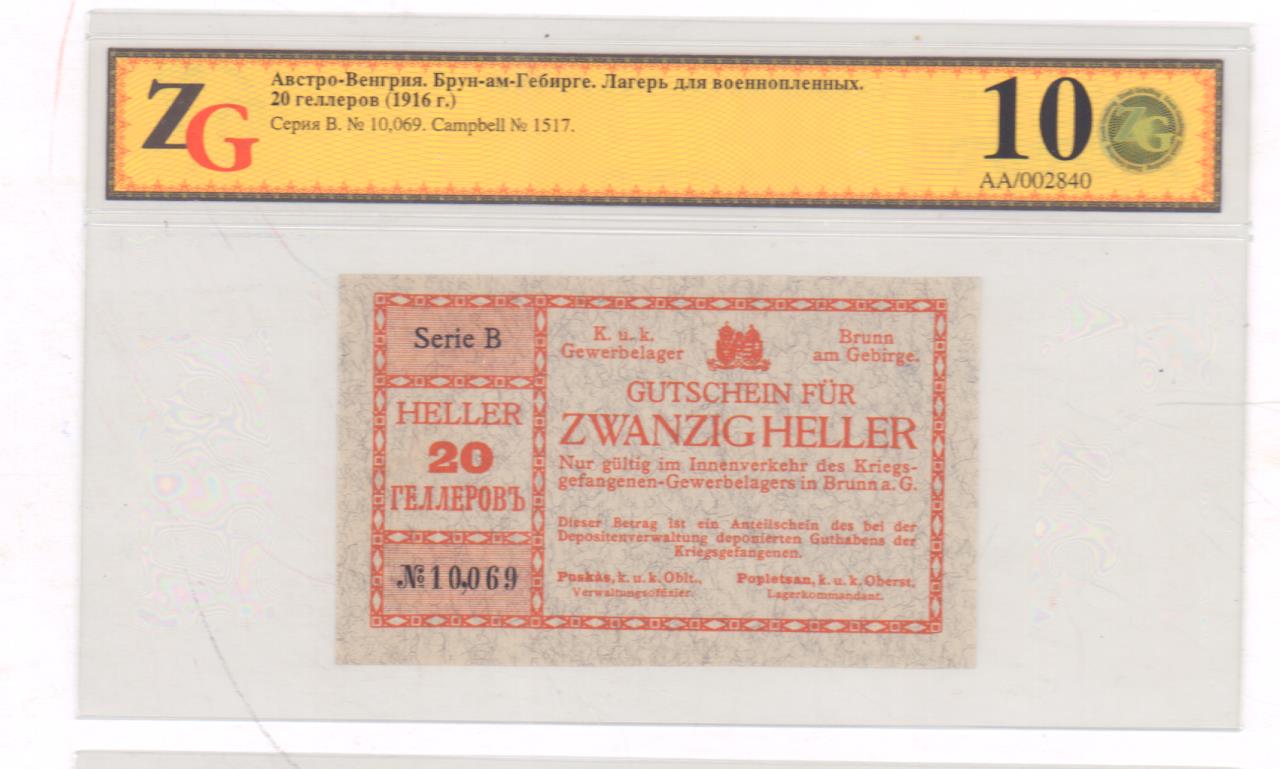 ZG
Австро-Венгрия. Брун-ам-Гебирге. Лагерь для военнопленных.
20 геллеров (1916 г.)
Серия B. № 10,069. Campbell № 1517.
10
ZG
AA/002840
Serie B
HELLER
20
ГЕЛЛЕРОВЪ
№ 10,069
K. u. k.
Gewerbelager
Brunn
am Gebirge.
GUTSCHEIN FÜR
ZWANZIG HELLER
Nur gültig im Innenverkehr des Kriegs-
gefangenen-Gewerbelagers in Brunn a. G.
Dieser Betrag ist ein Anteilschein des bei der
Depositenverwaltung deponierten Guthabens der
Kriegsgefangenen.
Puskás, k. u. k. Oblt.,
Verwaltungsoffizier.
Popletsan, k. u. k. Oberst,
Lagerkommandant.